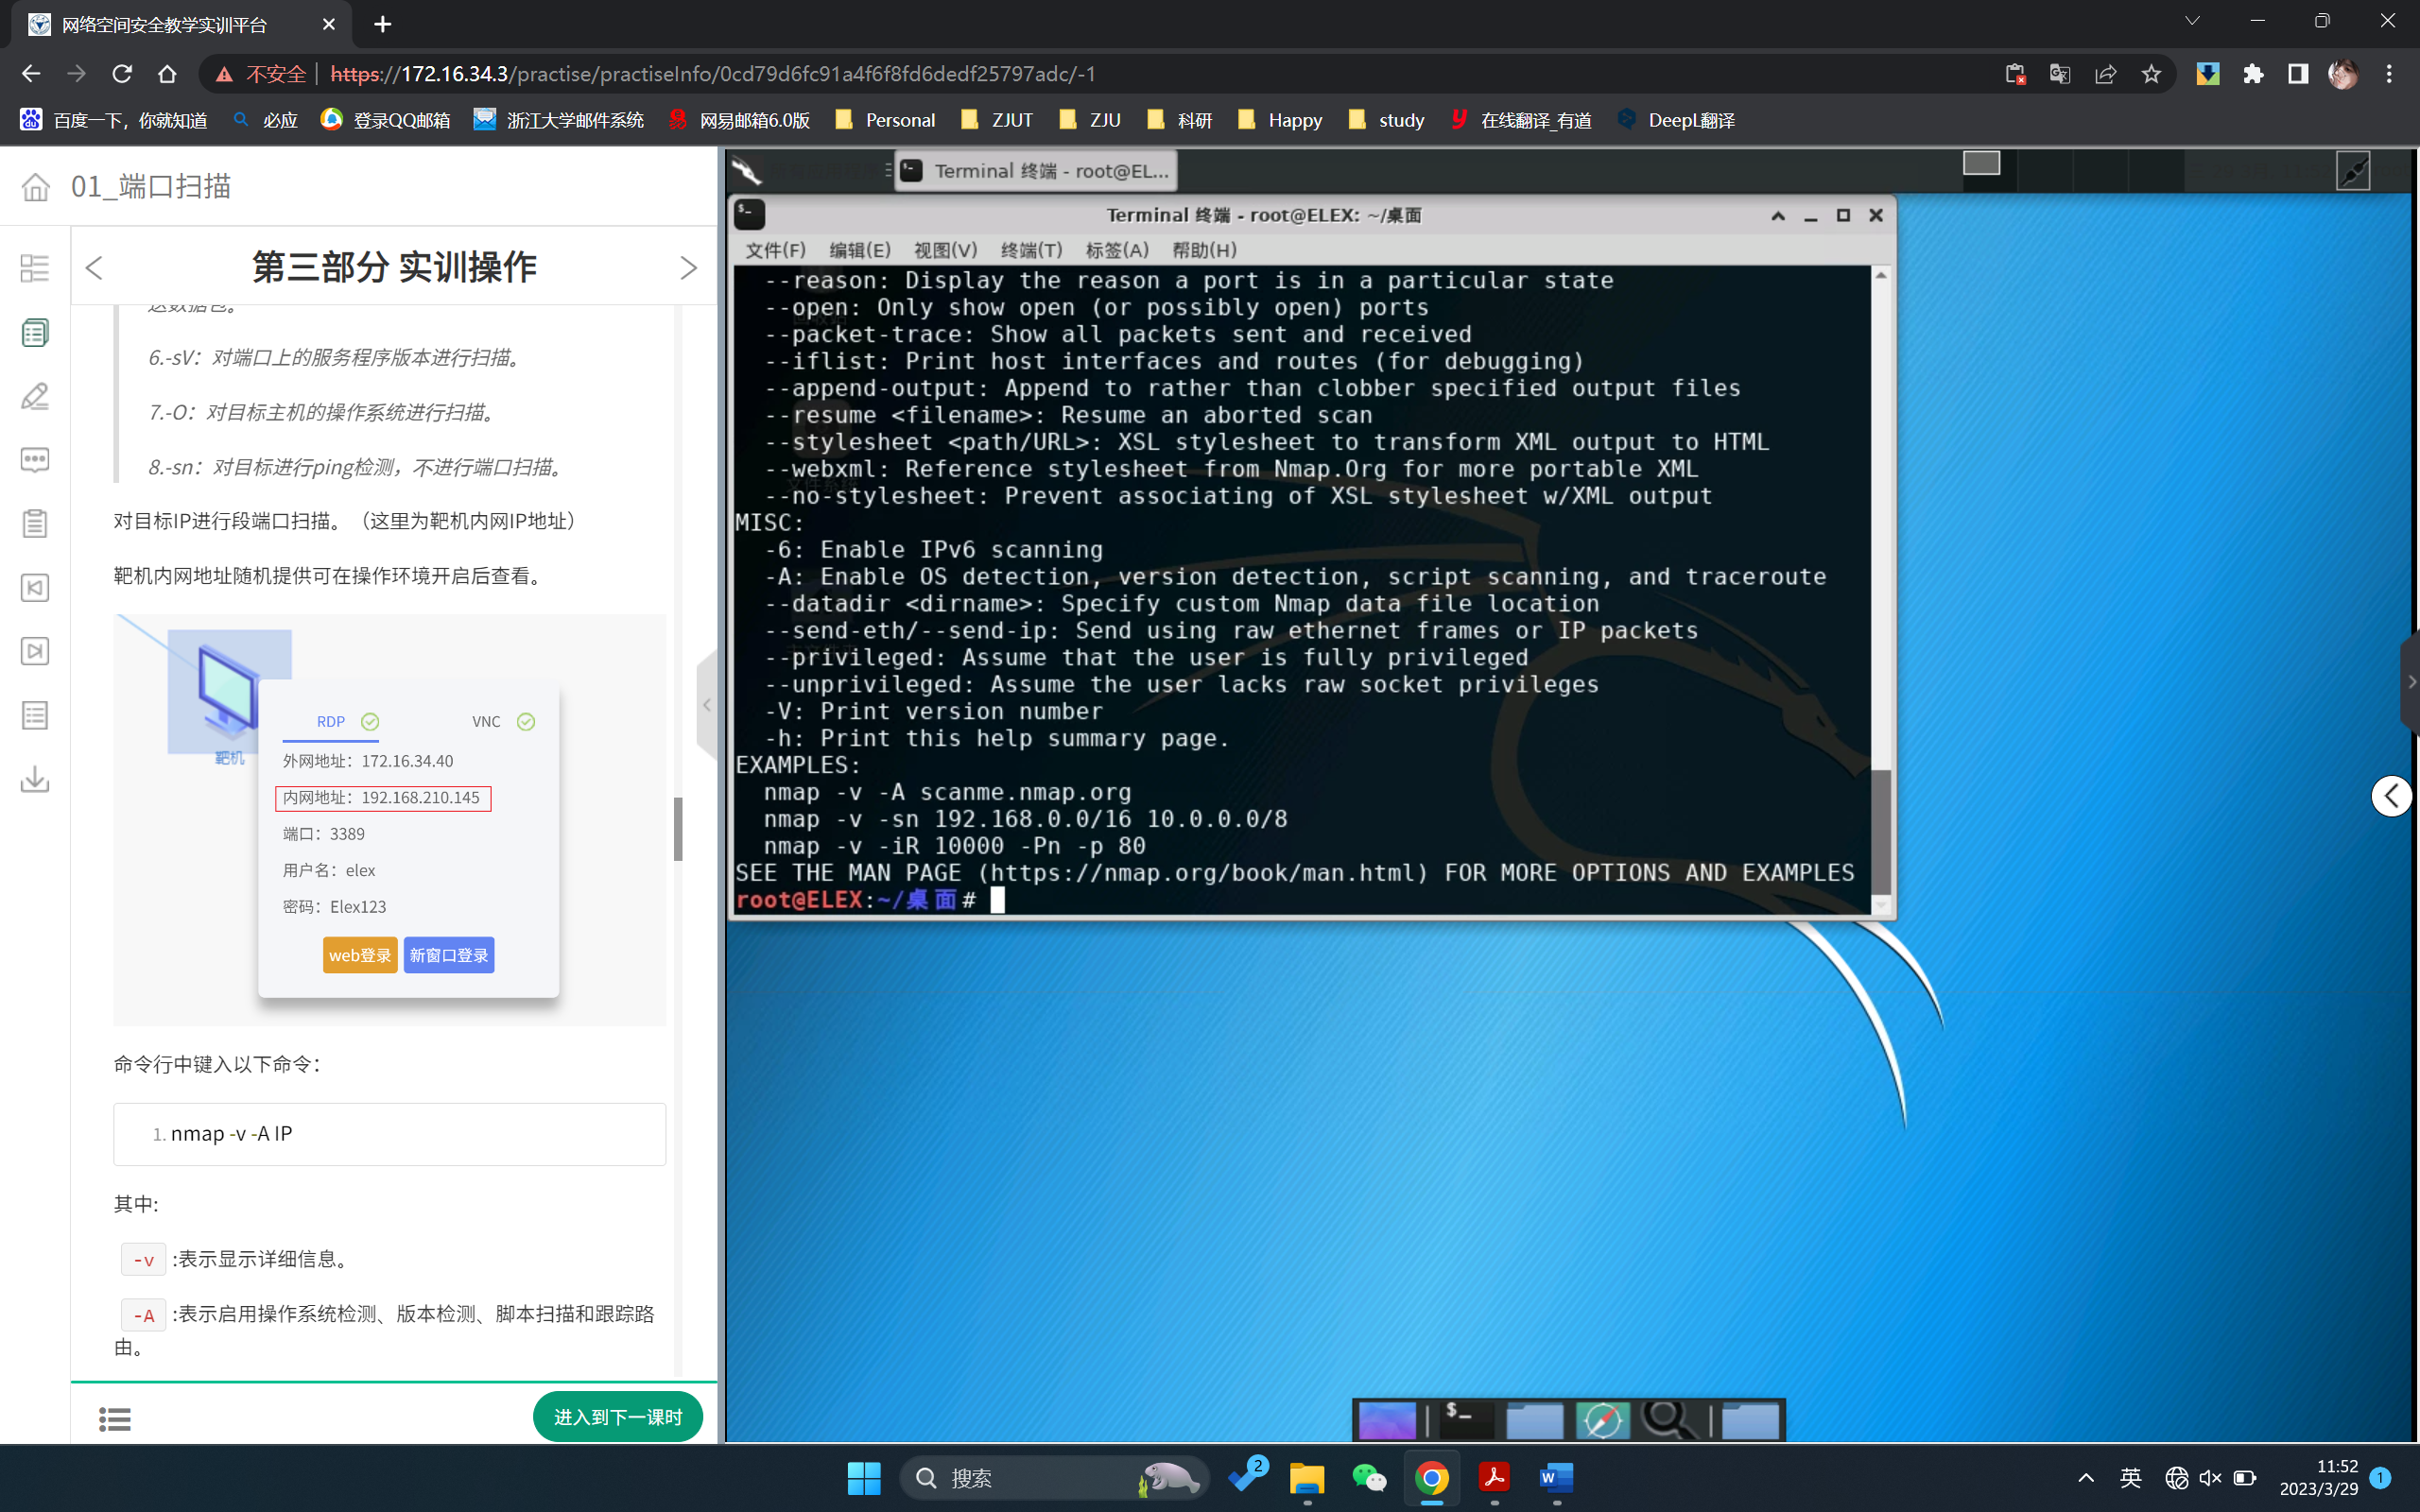 网络空间安全教学实训平台
不安全 https://172.16.34.3/practise/practiseInfo/0cd79d6fc91a4f6f8fd6dedf25797adc/-1
百度一下，你就知道 必应 登录QQ邮箱 浙江大学邮件系统 网易邮箱6.0版 Personal ZJUT ZJU 科研 Happy study 在线翻译_有道 DeepL翻译
01_端口扫描
第三部分 实训操作
送数据包。
6.-sV：对端口上的服务程序版本进行扫描。
7.-O：对目标主机的操作系统进行扫描。
8.-sn：对目标进行ping检测，不进行端口扫描。
对目标IP进行段端口扫描。（这里为靶机内网IP地址）
靶机内网地址随机提供可在操作环境开启后查看。
靶机
RDP VNC
外网地址：172.16.34.40
内网地址：192.168.210.145
端口：3389
用户名：elex
密码：Elex123
web登录 新窗口登录
命令行中键入以下命令：
1. nmap -v -A IP
其中:
-v :表示显示详细信息。
-A :表示启用操作系统检测、版本检测、脚本扫描和跟踪路
由。
进入到下一课时
Terminal 终端 - root@EL...
Terminal 终端 - root@ELEX: ~/桌面
文件(F) 编辑(E) 视图(V) 终端(T) 标签(A) 帮助(H)
--reason: Display the reason a port is in a particular state
--open: Only show open (or possibly open) ports
--packet-trace: Show all packets sent and received
--iflist: Print host interfaces and routes (for debugging)
--append-output: Append to rather than clobber specified output files
--resume <filename>: Resume an aborted scan
--stylesheet <path/URL>: XSL stylesheet to transform XML output to HTML
--webxml: Reference stylesheet from Nmap.Org for more portable XML
--no-stylesheet: Prevent associating of XSL stylesheet w/XML output
MISC:
-6: Enable IPv6 scanning
-A: Enable OS detection, version detection, script scanning, and traceroute
--datadir <dirname>: Specify custom Nmap data file location
--send-eth/--send-ip: Send using raw ethernet frames or IP packets
--privileged: Assume that the user is fully privileged
--unprivileged: Assume the user lacks raw socket privileges
-V: Print version number
-h: Print this help summary page.
EXAMPLES:
nmap -v -A scanme.nmap.org
nmap -v -sn 192.168.0.0/16 10.0.0.0/8
nmap -v -iR 10000 -Pn -p 80
SEE THE MAN PAGE (https://nmap.org/book/man.html) FOR MORE OPTIONS AND EXAMPLES
root@ELEX:~/桌面#
搜索
2
英
11:52
2023/3/29
1